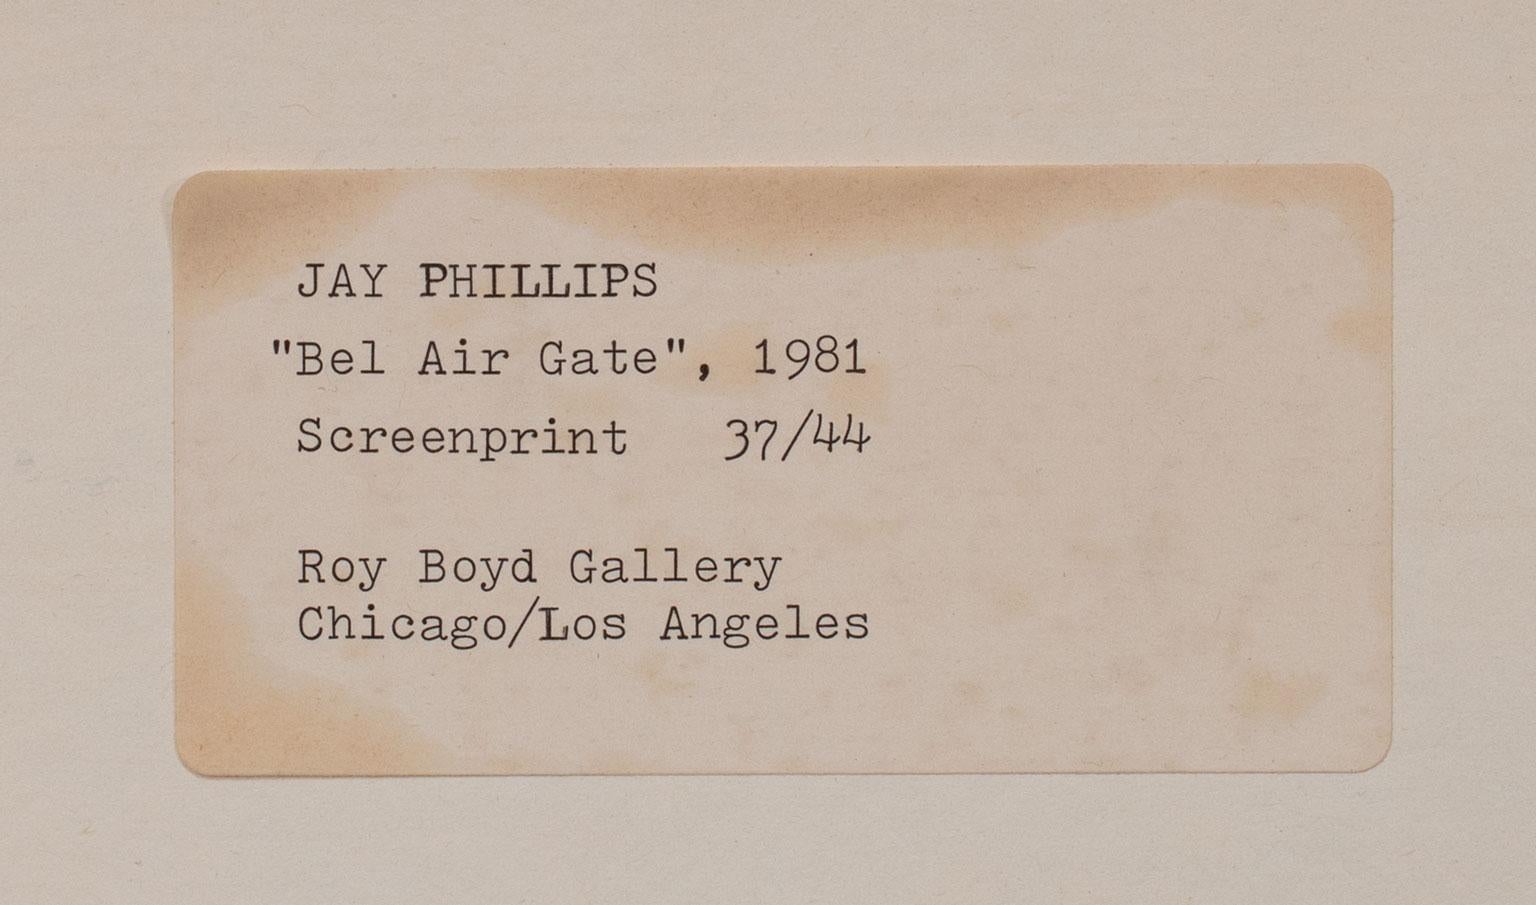 JAY PHILLIPS
"Bel Air Gate", 1981
Screenprint 37/44
Roy Boyd Gallery
Chicago/Los Angeles